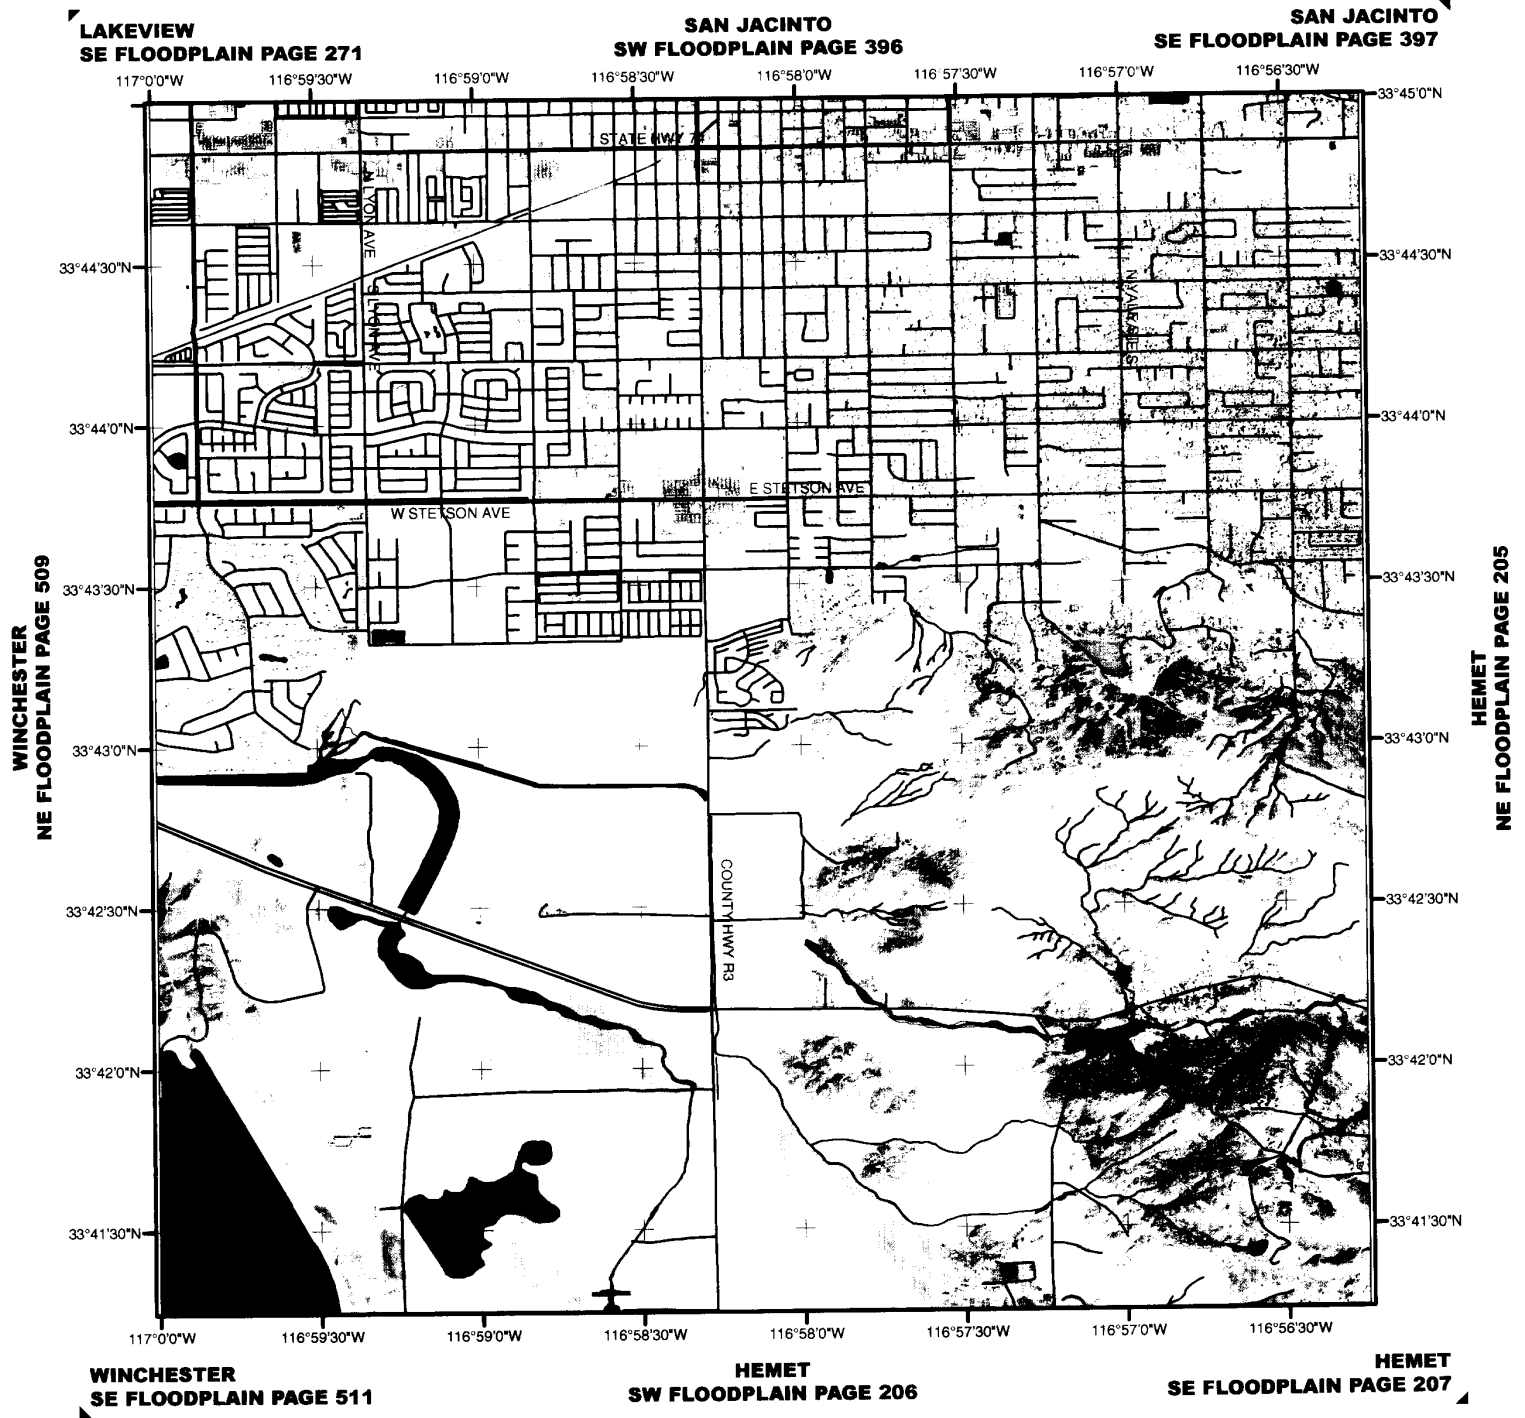 LAKEVIEW
SE FLOODPLAIN PAGE 271
SAN JACINTO
SW FLOODPLAIN PAGE 396
SAN JACINTO
SE FLOODPLAIN PAGE 397
117°0'0"W
116°59'30"W
116°59'0"W
116°58'30"W
116°58'0"W
116°57'30"W
116°57'0"W
116°56'30"W
33°45'0"N
STATE HWY 74
N LYON AVE
33°44'30"N
33°44'30"N
S LYON AVE
33°44'0"N
33°44'0"N
E STETSON AVE
W STETSON AVE
WINCHESTER
NE FLOODPLAIN PAGE 509
33°43'30"N
33°43'30"N
HEMET
NE FLOODPLAIN PAGE 205
33°43'0"N
33°43'0"N
COUNTY HWY R3
33°42'30"N
33°42'30"N
33°42'0"N
33°42'0"N
33°41'30"N
33°41'30"N
117°0'0"W
116°59'30"W
116°59'0"W
116°58'30"W
116°58'0"W
116°57'30"W
116°57'0"W
116°56'30"W
WINCHESTER
SE FLOODPLAIN PAGE 511
HEMET
SW FLOODPLAIN PAGE 206
HEMET
SE FLOODPLAIN PAGE 207